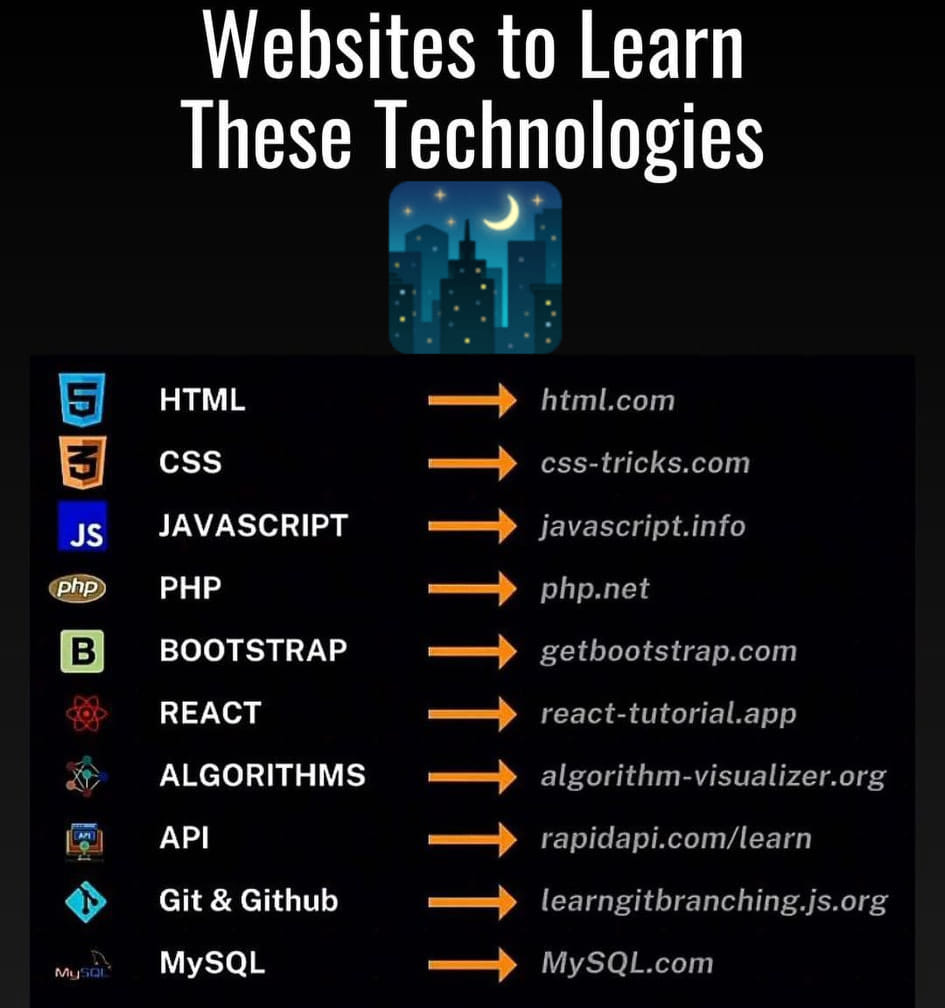 Websites to Learn
These Technologies
5 HTML html.com
3 CSS css-tricks.com
JS JAVASCRIPT javascript.info
php PHP php.net
B BOOTSTRAP getbootstrap.com
REACT react-tutorial.app
ALGORITHMS algorithm-visualizer.org
API API rapidapi.com/learn
Git & Github learngitbranching.js.org
MySQL MySQL MySQL.com